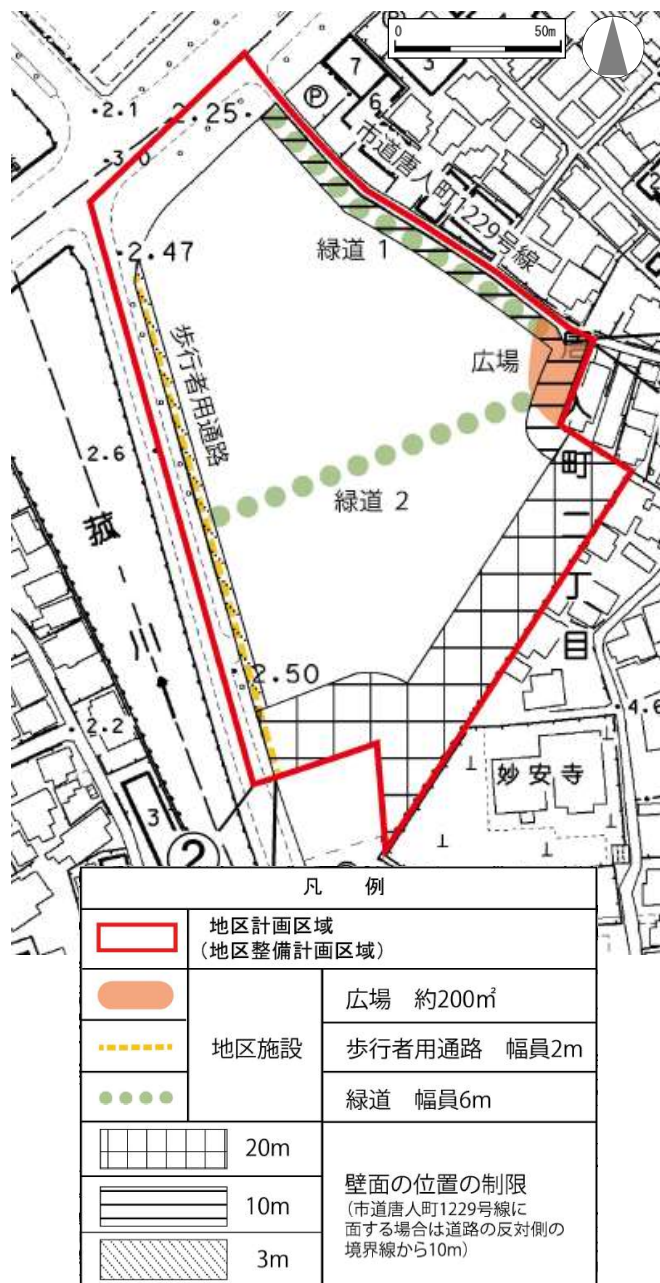 0 50m
7
3
6
P
2.1
2.25
3.0
市道唐人町1229号線
緑道 1
2.47
広場
歩行者用通路
2.6
緑道 2
人町二丁目
川
2.50
2.2
4.6
妙安寺
3
2
凡 例
地区計画区域
(地区整備計画区域)
地区施設
広場 約200㎡
歩行者用通路 幅員2m
緑道 幅員6m
20m
10m
3m
壁面の位置の制限
(市道唐人町1229号線に
面する場合は道路の反対側の
境界線から10m)